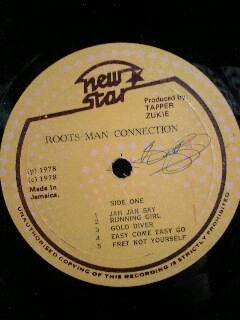 new
star
Produced by:
TAPPER
ZUKIE
ROOTS-MAN CONNECTION
(p) 1978
(c) 1978
Made in
Jamaica.
SIDE ONE
1 JAH JAH SAY
2 RUNNING GIRL
3 GOLD DIVER
4 EASY COME EASY GO
5 FRET NOT YOURSELF
UNAUTHORISED COPYING OF THIS RECORDING IS STRICTLY PROHIBITED